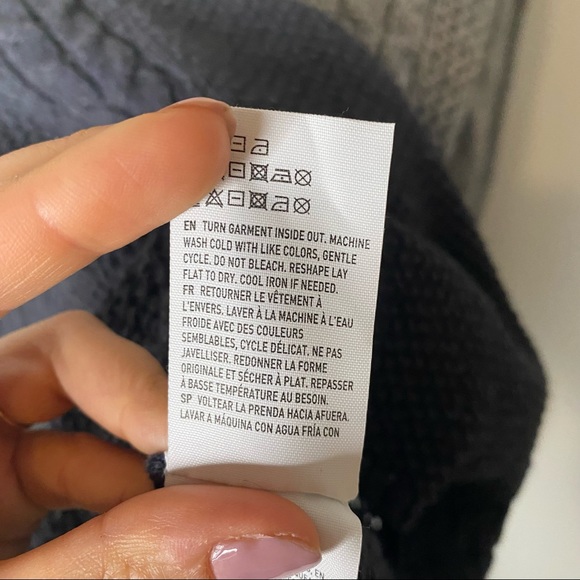 EN TURN GARMENT INSIDE OUT. MACHINE
WASH COLD WITH LIKE COLORS, GENTLE
CYCLE. DO NOT BLEACH. RESHAPE LAY
FLAT TO DRY. COOL IRON IF NEEDED.
FR RETOURNER LE VÊTEMENT À
L'ENVERS. LAVER À LA MACHINE À L'EAU
FROIDE AVEC DES COULEURS
SEMBLABLES, CYCLE DÉLICAT. NE PAS
JAVELLISER. REDONNER LA FORME
ORIGINALE ET SÉCHER À PLAT. REPASSER
À BASSE TEMPÉRATURE AU BESOIN.
SP VOLTEAR LA PRENDA HACIA AFUERA.
LAVAR A MÁQUINA CON AGUA FRÍA CON